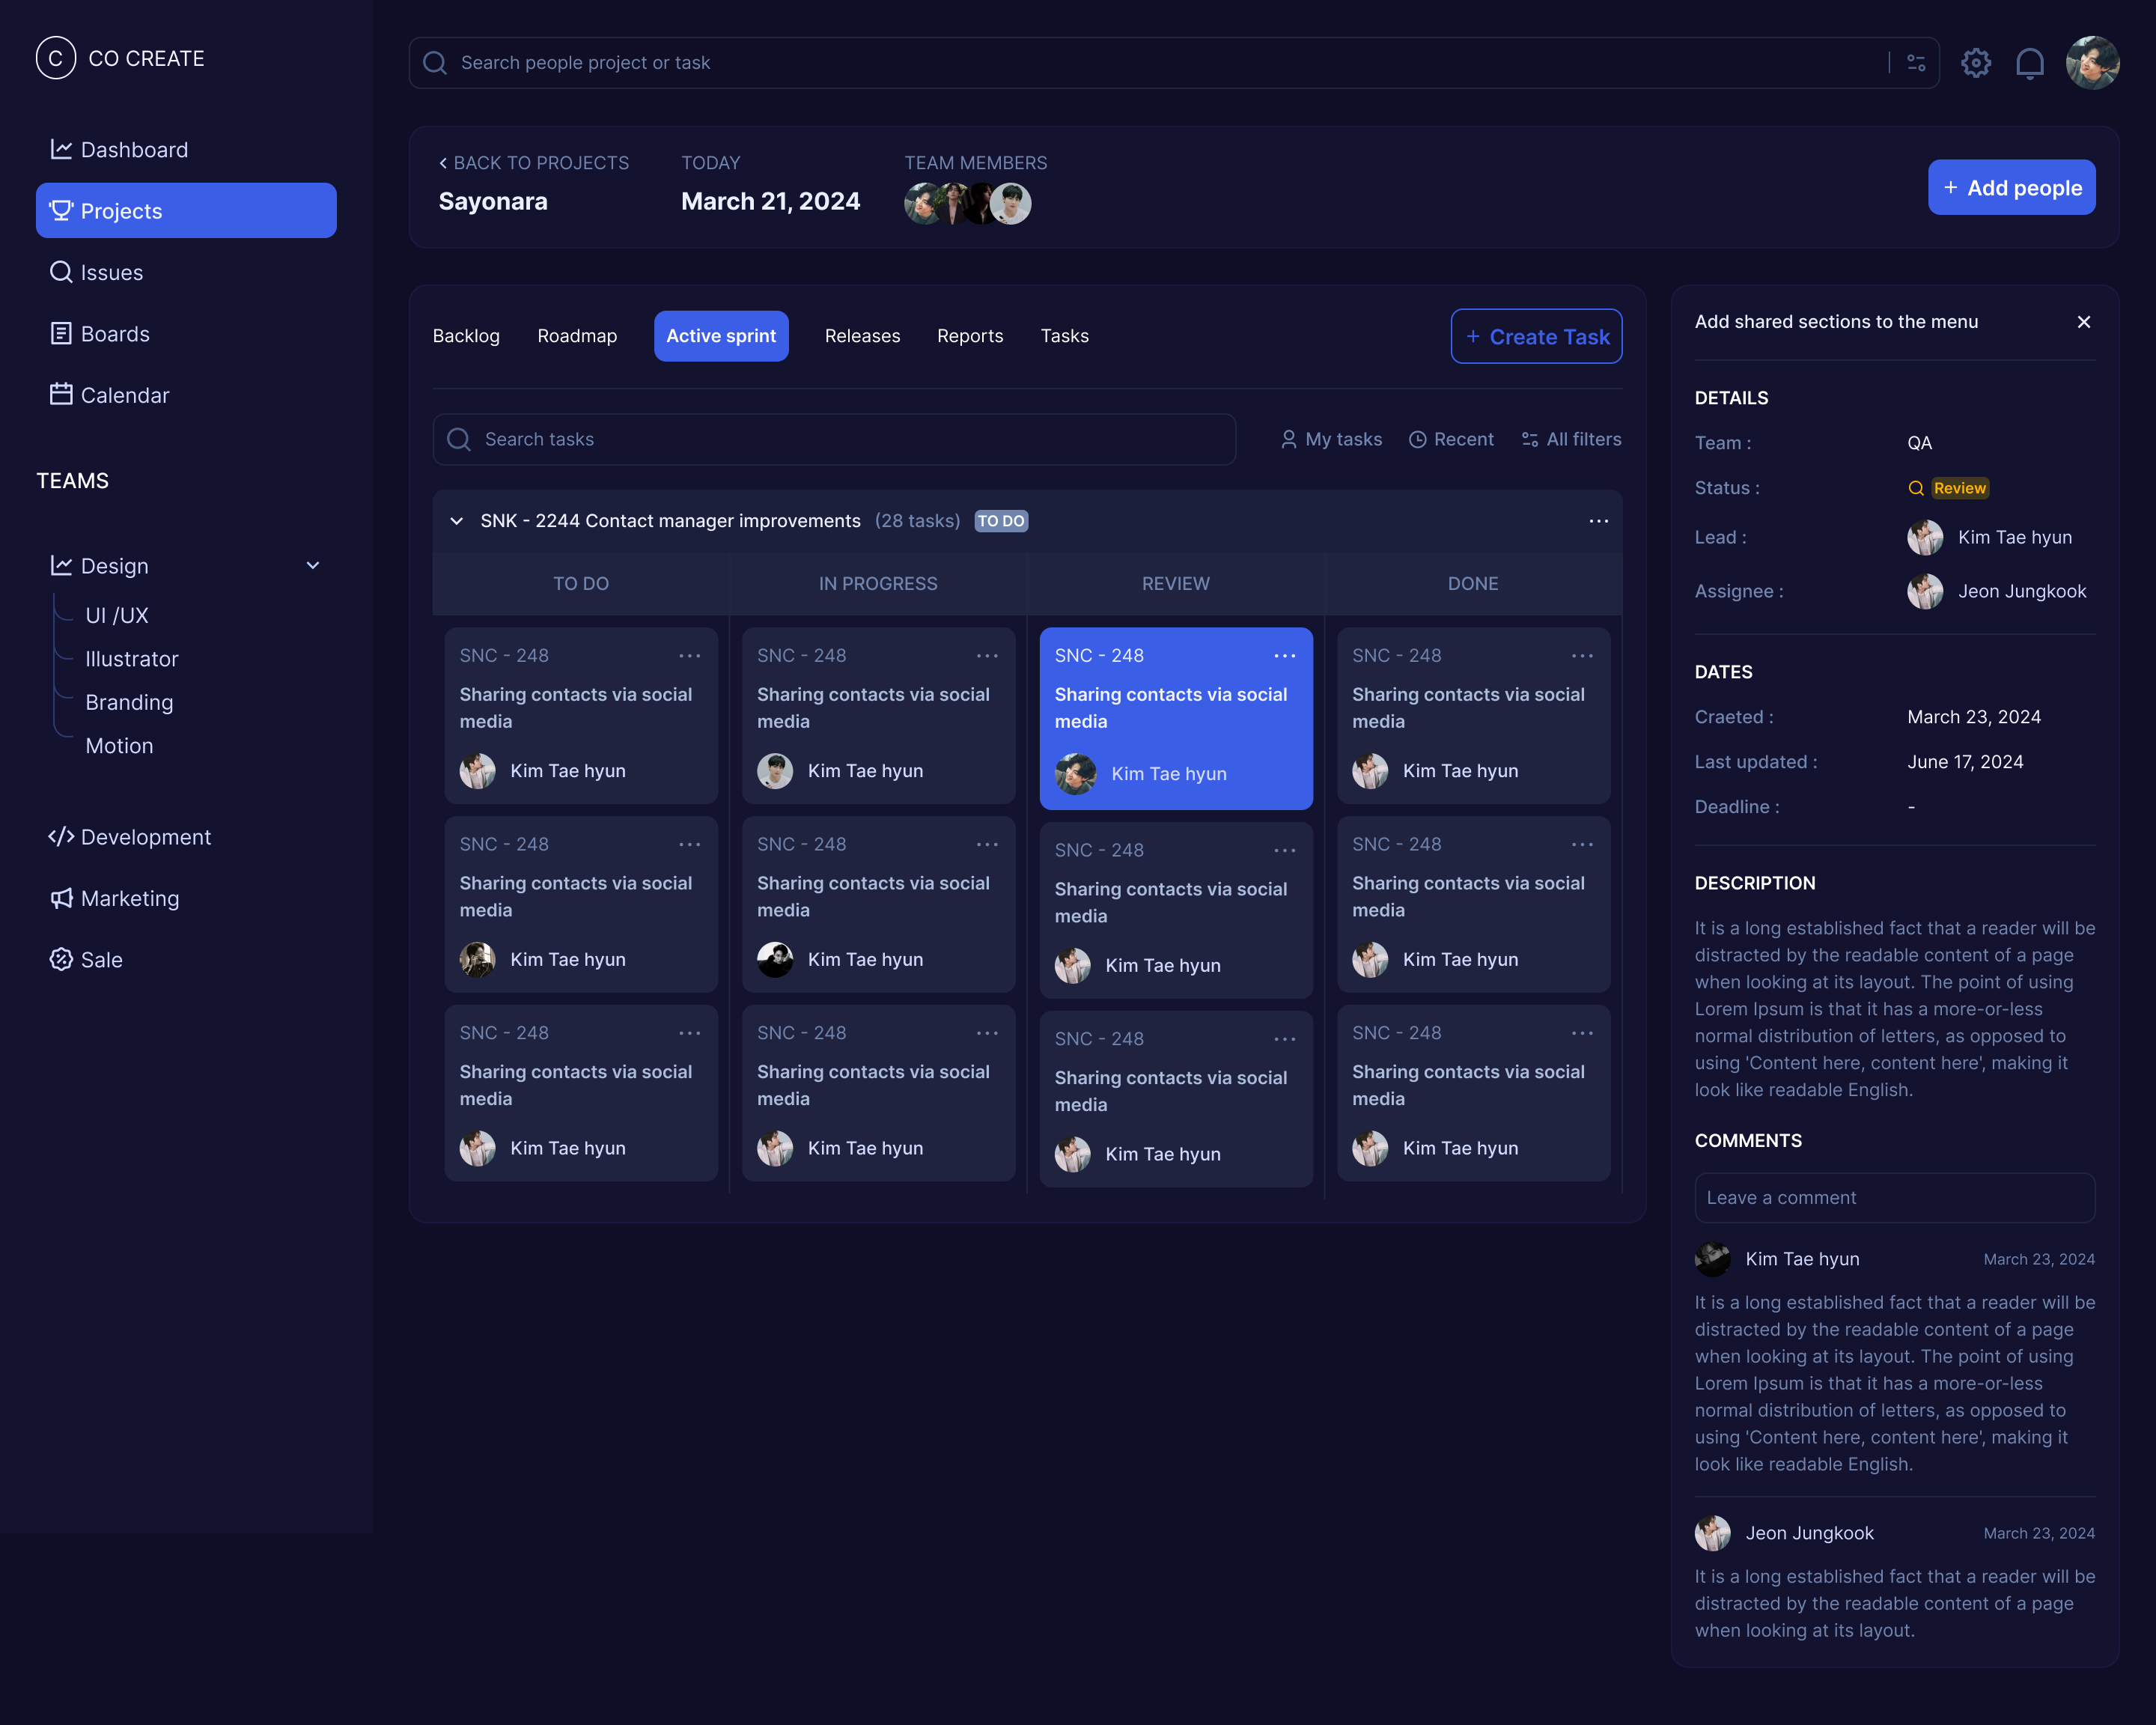 C CO CREATE
Search people project or task
Dashboard
Projects
Issues
Boards
Calendar
TEAMS
Design
UI /UX
Illustrator
Branding
Motion
Development
Marketing
Sale
BACK TO PROJECTS
Sayonara
TODAY
March 21, 2024
TEAM MEMBERS
+ Add people
Backlog Roadmap Active sprint Releases Reports Tasks
+ Create Task
Search tasks
My tasks Recent All filters
SNK - 2244 Contact manager improvements (28 tasks) TO DO
TO DO
SNC - 248
Sharing contacts via social
media
Kim Tae hyun
SNC - 248
Sharing contacts via social
media
Kim Tae hyun
SNC - 248
Sharing contacts via social
media
Kim Tae hyun
IN PROGRESS
SNC - 248
Sharing contacts via social
media
Kim Tae hyun
SNC - 248
Sharing contacts via social
media
Kim Tae hyun
SNC - 248
Sharing contacts via social
media
Kim Tae hyun
REVIEW
SNC - 248
Sharing contacts via social
media
Kim Tae hyun
SNC - 248
Sharing contacts via social
media
Kim Tae hyun
SNC - 248
Sharing contacts via social
media
Kim Tae hyun
DONE
SNC - 248
Sharing contacts via social
media
Kim Tae hyun
SNC - 248
Sharing contacts via social
media
Kim Tae hyun
SNC - 248
Sharing contacts via social
media
Kim Tae hyun
Add shared sections to the menu
DETAILS
Team : QA
Status : Review
Lead : Kim Tae hyun
Assignee : Jeon Jungkook
DATES
Craeted : March 23, 2024
Last updated : June 17, 2024
Deadline : -
DESCRIPTION
It is a long established fact that a reader will be
distracted by the readable content of a page
when looking at its layout. The point of using
Lorem Ipsum is that it has a more-or-less
normal distribution of letters, as opposed to
using 'Content here, content here', making it
look like readable English.
COMMENTS
Leave a comment
Kim Tae hyun March 23, 2024
It is a long established fact that a reader will be
distracted by the readable content of a page
when looking at its layout. The point of using
Lorem Ipsum is that it has a more-or-less
normal distribution of letters, as opposed to
using 'Content here, content here', making it
look like readable English.
Jeon Jungkook March 23, 2024
It is a long established fact that a reader will be
distracted by the readable content of a page
when looking at its layout.